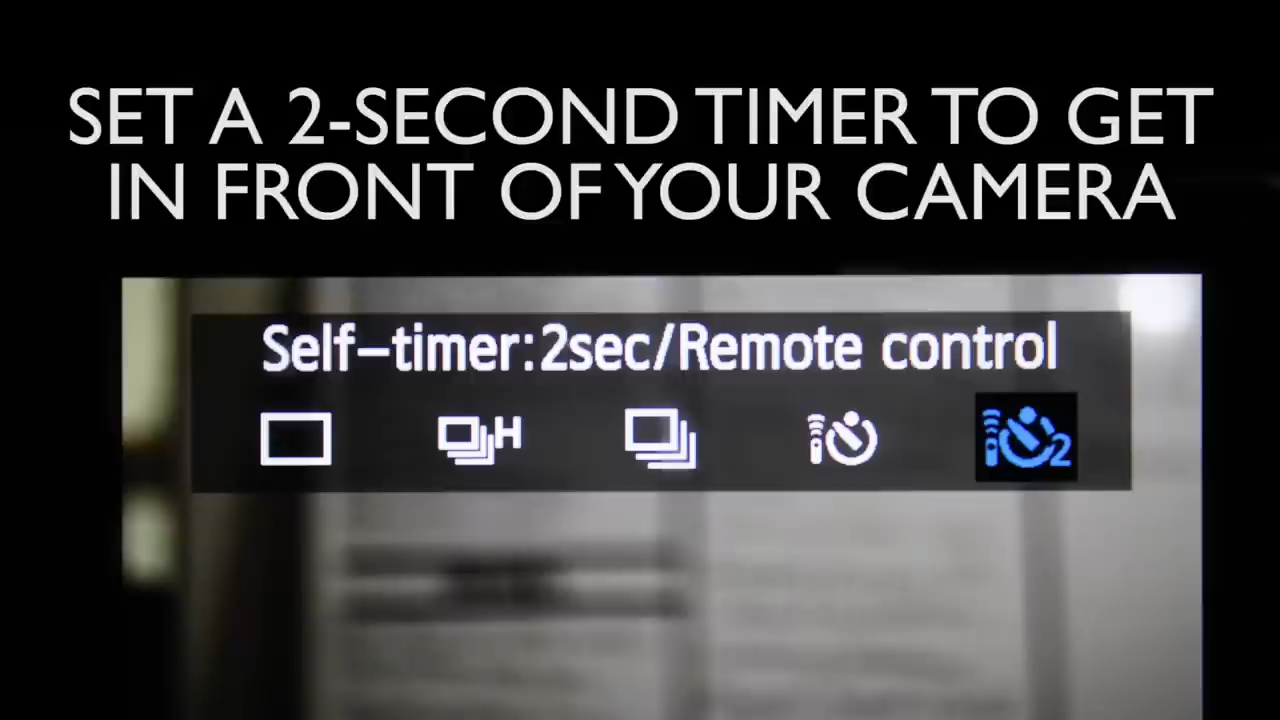 SET A 2-SECOND TIMER TO GET
IN FRONT OF YOUR CAMERA
Self-timer:2sec/Remote control
H
2